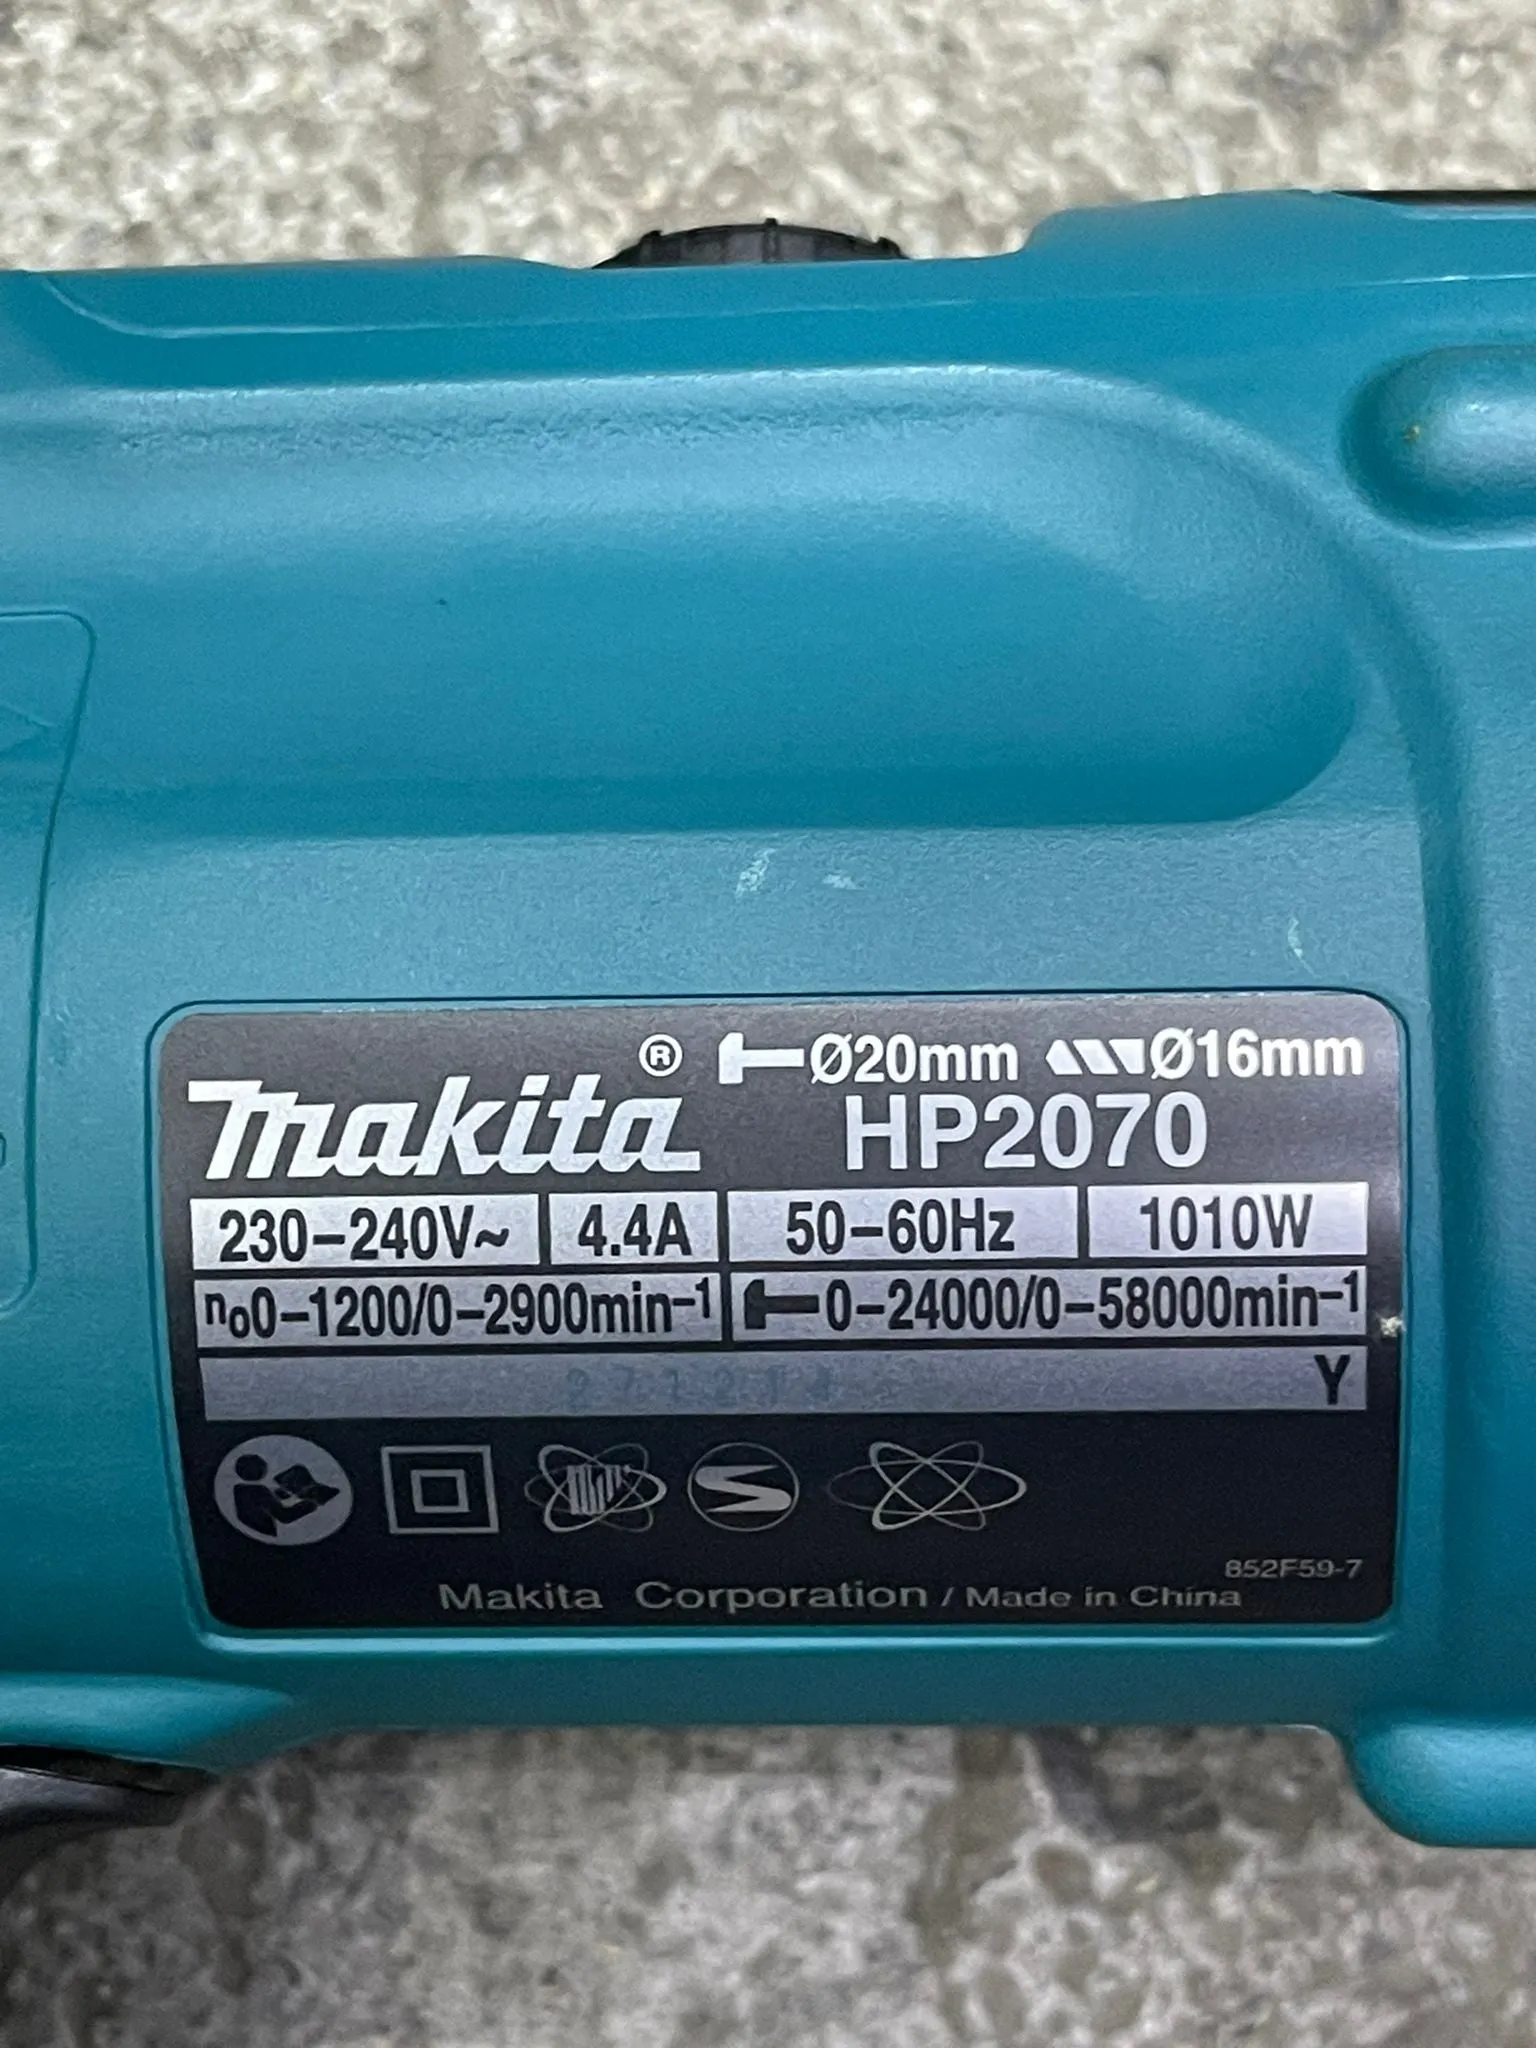 makita® Ø20mm Ø16mm
HP2070
230-240V~ 4.4A 50-60Hz 1010W
n₀0-1200/0-2900min⁻¹ 0-24000/0-58000min⁻¹
Y
852F59-7
Makita Corporation / Made in China